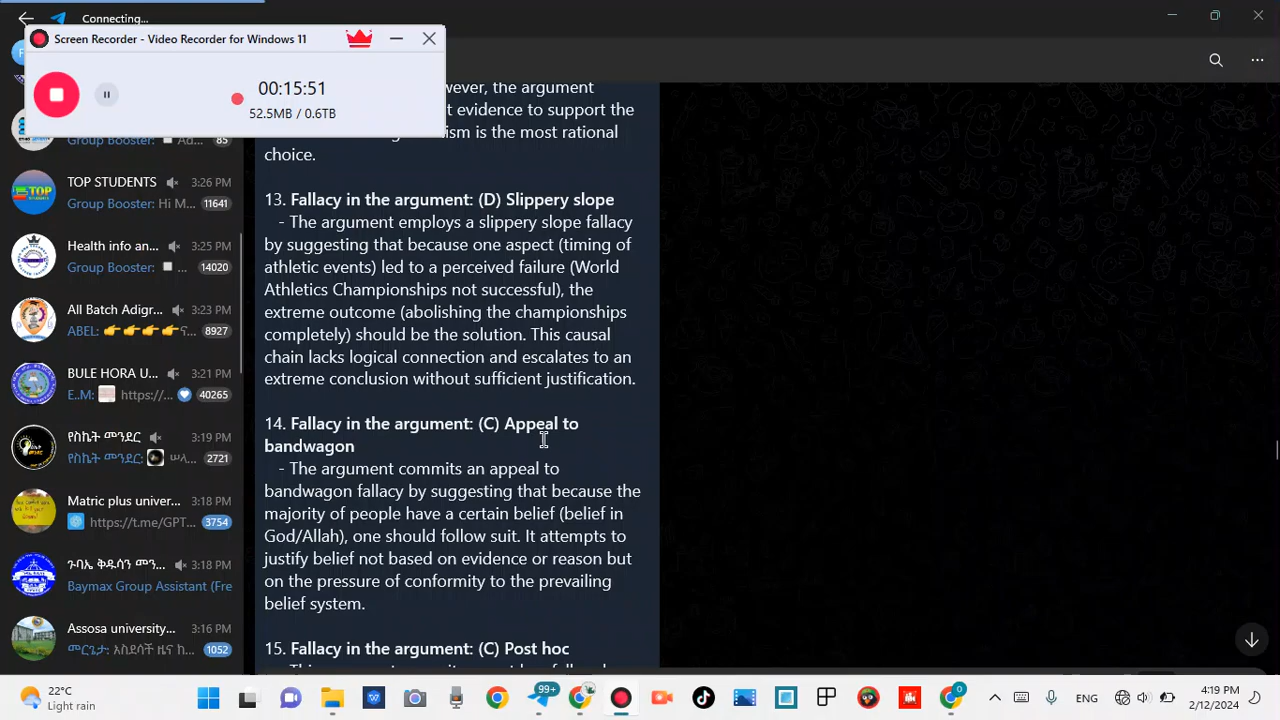 Connecting...
Screen Recorder - Video Recorder for Windows 11
00:15:51
52.5MB / 0.6TB
Group Booster: Ad...
85
TOP STUDENTS
3:26 PM
Group Booster: Hi M...
11641
Health info an...
3:25 PM
Group Booster:
14020
All Batch Adigr...
3:23 PM
ABEL:
8927
BULE HORA U...
3:21 PM
E..M: https:/...
40265
የስኬት መንደር
3:19 PM
የስኬት መንደር:
2721
Matric plus univer...
3:18 PM
https://t.me/GPT...
3754
ጉባኤ ቅዱሳን መን...
3:18 PM
Baymax Group Assistant (Fre
Assosa university...
3:16 PM
መርጌታ: አስደሳች ዜና ከ...
1052
wever, the argument
t evidence to support the
ism is the most rational
choice.
13. Fallacy in the argument: (D) Slippery slope
- The argument employs a slippery slope fallacy
by suggesting that because one aspect (timing of
athletic events) led to a perceived failure (World
Athletics Championships not successful), the
extreme outcome (abolishing the championships
completely) should be the solution. This causal
chain lacks logical connection and escalates to an
extreme conclusion without sufficient justification.
14. Fallacy in the argument: (C) Appeal to
bandwagon
- The argument commits an appeal to
bandwagon fallacy by suggesting that because the
majority of people have a certain belief (belief in
God/Allah), one should follow suit. It attempts to
justify belief not based on evidence or reason but
on the pressure of conformity to the prevailing
belief system.
15. Fallacy in the argument: (C) Post hoc
22°C
Light rain
99+
0
ENG
4:19 PM
2/12/2024